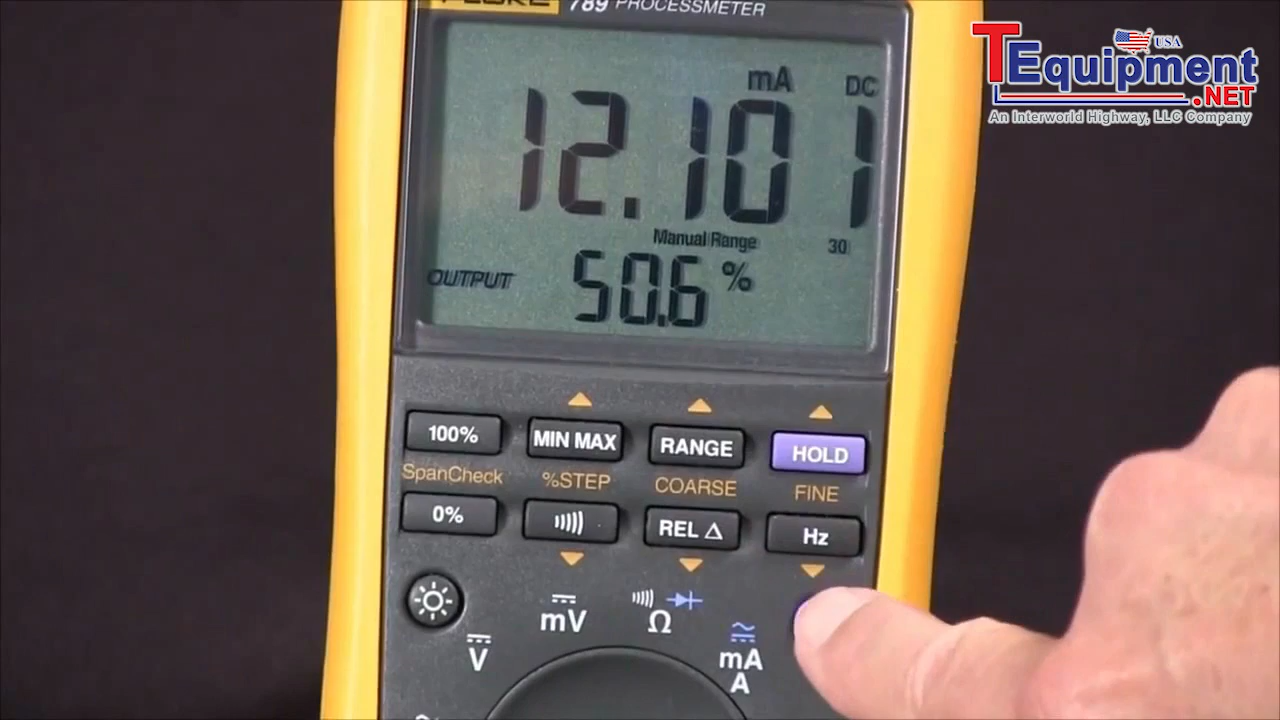 FLUKE 789 PROCESSMETER
TEquipment USA
.NET
An Interworld Highway, LLC Company
mA DC
12.101
Manual Range 30
OUTPUT 50.6 %
100% MIN MAX RANGE HOLD
SpanCheck %STEP COARSE FINE
0% REL Δ Hz
mV Ω
V mA
A